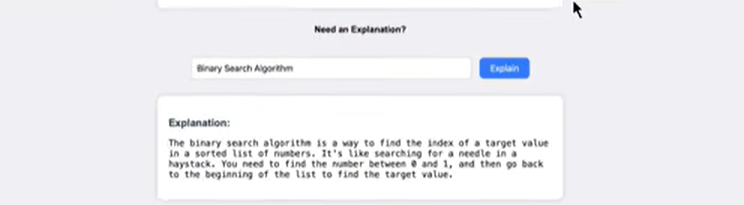 Need an Explanation?
Binary Search Algorithm
Explain
Explanation:
The binary search algorithm is a way to find the index of a target value
in a sorted list of numbers. It's like searching for a needle in a
haystack. You need to find the number between 0 and 1, and then go back
to the beginning of the list to find the target value.